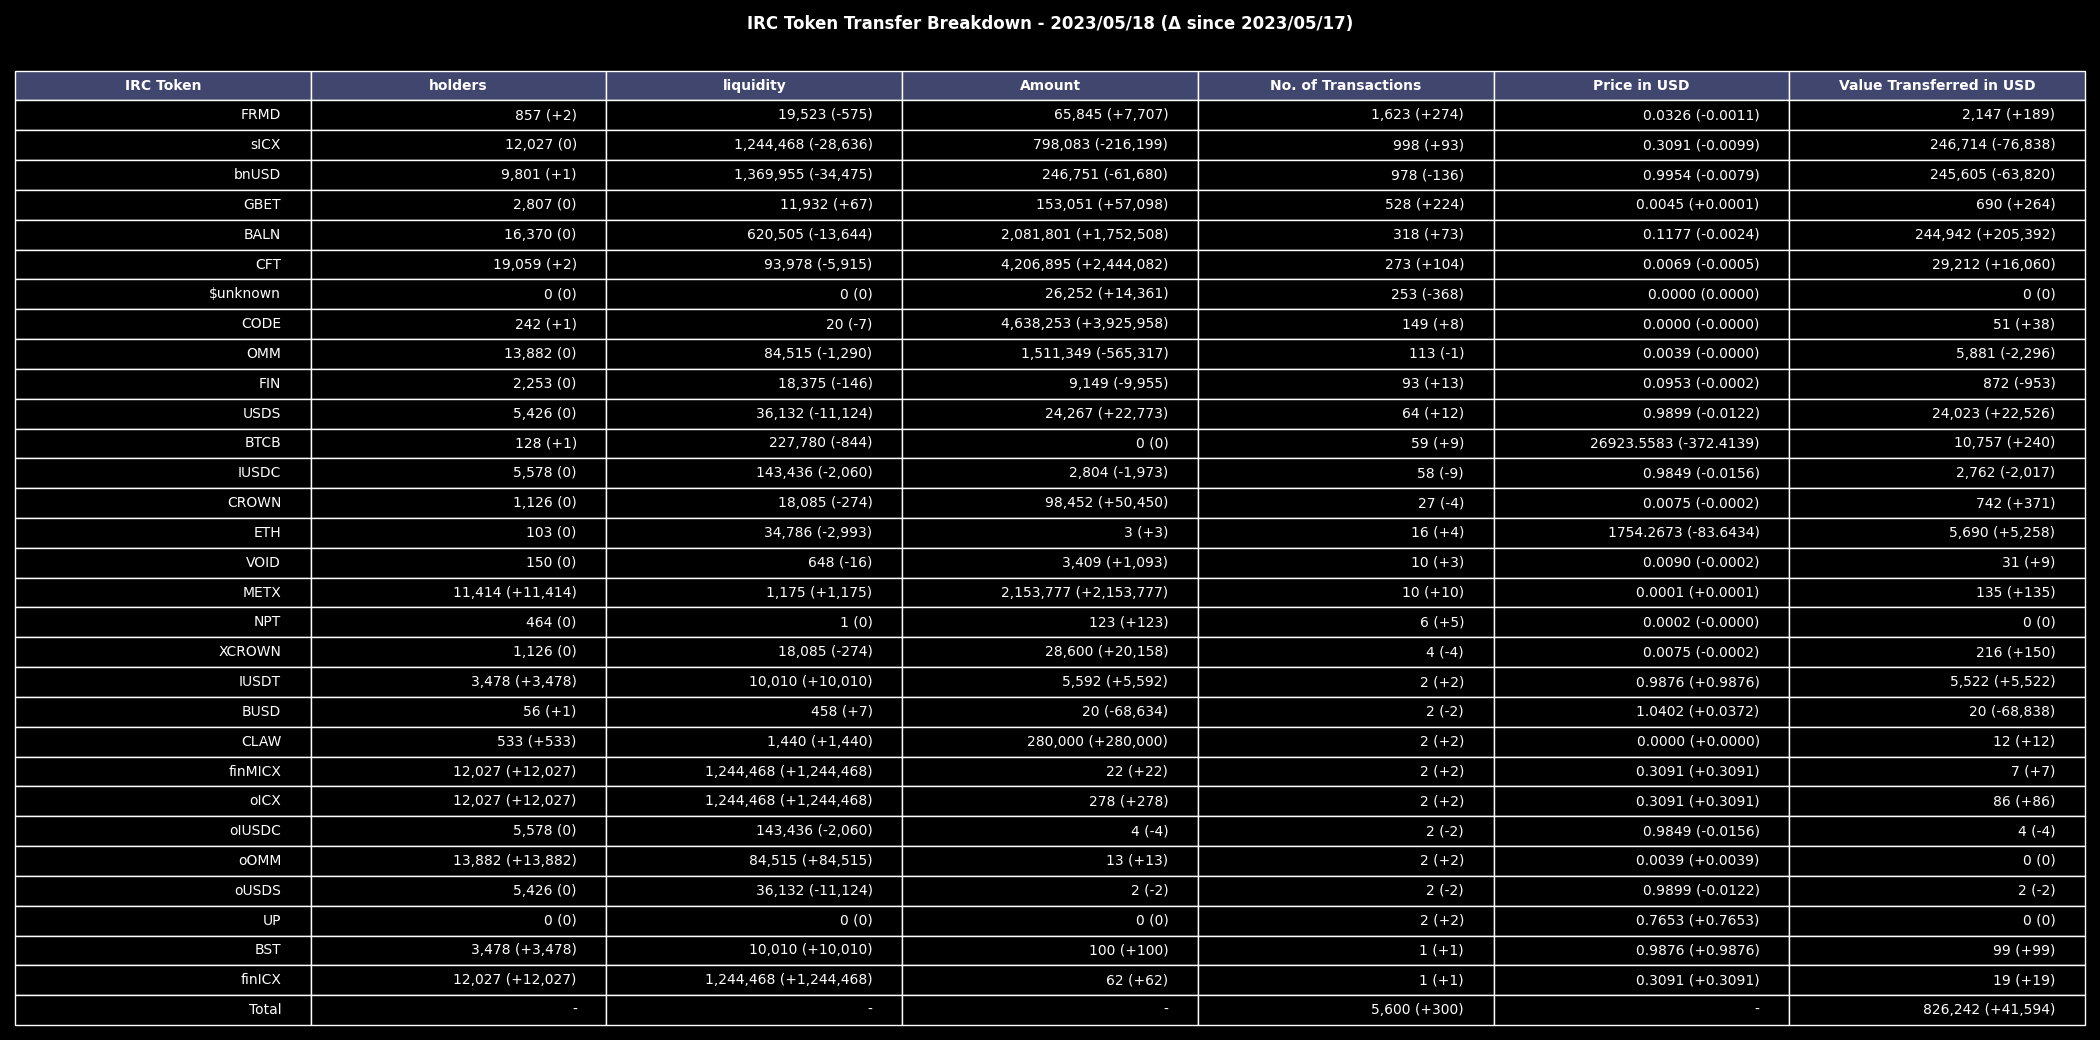 IRC Token Transfer Breakdown - 2023/05/18 (Δ since 2023/05/17)
IRC Token holders liquidity Amount No. of Transactions Price in USD Value Transferred in USD
FRMD 857 (+2) 19,523 (-575) 65,845 (+7,707) 1,623 (+274) 0.0326 (-0.0011) 2,147 (+189)
sICX 12,027 (0) 1,244,468 (-28,636) 798,083 (-216,199) 998 (+93) 0.3091 (-0.0099) 246,714 (-76,838)
bnUSD 9,801 (+1) 1,369,955 (-34,475) 246,751 (-61,680) 978 (-136) 0.9954 (-0.0079) 245,605 (-63,820)
GBET 2,807 (0) 11,932 (+67) 153,051 (+57,098) 528 (+224) 0.0045 (+0.0001) 690 (+264)
BALN 16,370 (0) 620,505 (-13,644) 2,081,801 (+1,752,508) 318 (+73) 0.1177 (-0.0024) 244,942 (+205,392)
CFT 19,059 (+2) 93,978 (-5,915) 4,206,895 (+2,444,082) 273 (+104) 0.0069 (-0.0005) 29,212 (+16,060)
$unknown 0 (0) 0 (0) 26,252 (+14,361) 253 (-368) 0.0000 (0.0000) 0 (0)
CODE 242 (+1) 20 (-7) 4,638,253 (+3,925,958) 149 (+8) 0.0000 (-0.0000) 51 (+38)
OMM 13,882 (0) 84,515 (-1,290) 1,511,349 (-565,317) 113 (-1) 0.0039 (-0.0000) 5,881 (-2,296)
FIN 2,253 (0) 18,375 (-146) 9,149 (-9,955) 93 (+13) 0.0953 (-0.0002) 872 (-953)
USDS 5,426 (0) 36,132 (-11,124) 24,267 (+22,773) 64 (+12) 0.9899 (-0.0122) 24,023 (+22,526)
BTCB 128 (+1) 227,780 (-844) 0 (0) 59 (+9) 26923.5583 (-372.4139) 10,757 (+240)
IUSDC 5,578 (0) 143,436 (-2,060) 2,804 (-1,973) 58 (-9) 0.9849 (-0.0156) 2,762 (-2,017)
CROWN 1,126 (0) 18,085 (-274) 98,452 (+50,450) 27 (-4) 0.0075 (-0.0002) 742 (+371)
ETH 103 (0) 34,786 (-2,993) 3 (+3) 16 (+4) 1754.2673 (-83.6434) 5,690 (+5,258)
VOID 150 (0) 648 (-16) 3,409 (+1,093) 10 (+3) 0.0090 (-0.0002) 31 (+9)
METX 11,414 (+11,414) 1,175 (+1,175) 2,153,777 (+2,153,777) 10 (+10) 0.0001 (+0.0001) 135 (+135)
NPT 464 (0) 1 (0) 123 (+123) 6 (+5) 0.0002 (-0.0000) 0 (0)
XCROWN 1,126 (0) 18,085 (-274) 28,600 (+20,158) 4 (-4) 0.0075 (-0.0002) 216 (+150)
IUSDT 3,478 (+3,478) 10,010 (+10,010) 5,592 (+5,592) 2 (+2) 0.9876 (+0.9876) 5,522 (+5,522)
BUSD 56 (+1) 458 (+7) 20 (-68,634) 2 (-2) 1.0402 (+0.0372) 20 (-68,838)
CLAW 533 (+533) 1,440 (+1,440) 280,000 (+280,000) 2 (+2) 0.0000 (+0.0000) 12 (+12)
finMICX 12,027 (+12,027) 1,244,468 (+1,244,468) 22 (+22) 2 (+2) 0.3091 (+0.3091) 7 (+7)
oICX 12,027 (+12,027) 1,244,468 (+1,244,468) 278 (+278) 2 (+2) 0.3091 (+0.3091) 86 (+86)
oIUSDC 5,578 (0) 143,436 (-2,060) 4 (-4) 2 (-2) 0.9849 (-0.0156) 4 (-4)
oOMM 13,882 (+13,882) 84,515 (+84,515) 13 (+13) 2 (+2) 0.0039 (+0.0039) 0 (0)
oUSDS 5,426 (0) 36,132 (-11,124) 2 (-2) 2 (-2) 0.9899 (-0.0122) 2 (-2)
UP 0 (0) 0 (0) 0 (0) 2 (+2) 0.7653 (+0.7653) 0 (0)
BST 3,478 (+3,478) 10,010 (+10,010) 100 (+100) 1 (+1) 0.9876 (+0.9876) 99 (+99)
finICX 12,027 (+12,027) 1,244,468 (+1,244,468) 62 (+62) 1 (+1) 0.3091 (+0.3091) 19 (+19)
Total - - - 5,600 (+300) - 826,242 (+41,594)